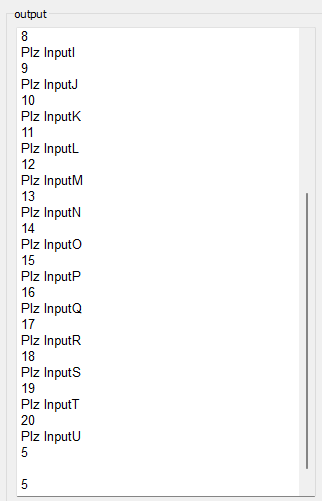 output
8
Plz InputI
9
Plz InputJ
10
Plz InputK
11
Plz InputL
12
Plz InputM
13
Plz InputN
14
Plz InputO
15
Plz InputP
16
Plz InputQ
17
Plz InputR
18
Plz InputS
19
Plz InputT
20
Plz InputU
5
5